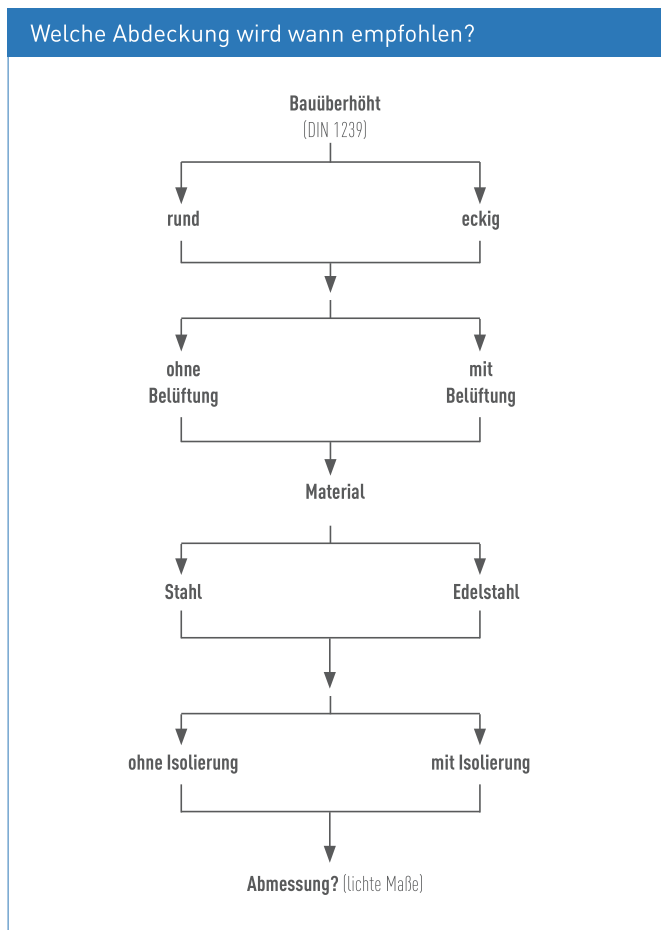 Welche Abdeckung wird wann empfohlen?
Bauüberhöht
(DIN 1239)
rund
eckig
ohne
Belüftung
mit
Belüftung
Material
Stahl
Edelstahl
ohne Isolierung
mit Isolierung
Abmessung? (lichte Maße)